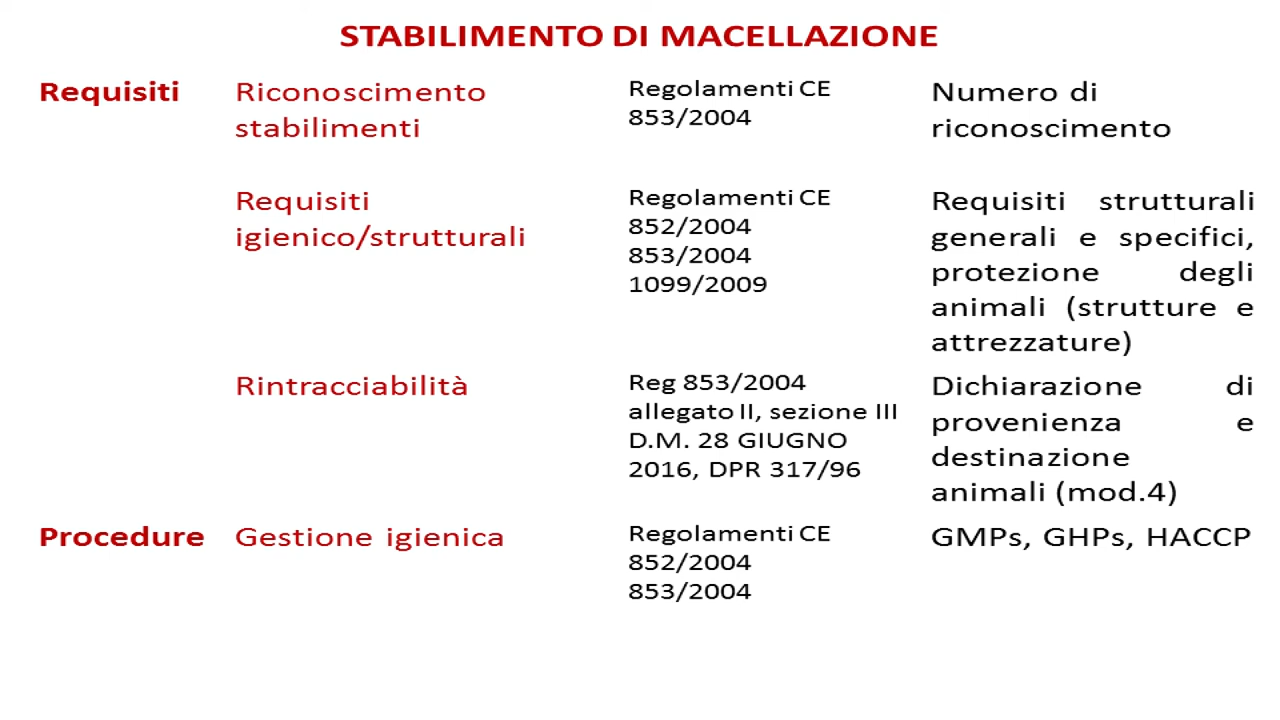 STABILIMENTO DI MACELLAZIONE
Requisiti
Riconoscimento
stabilimenti
Regolamenti CE
853/2004
Numero di
riconoscimento
Requisiti
igienico/strutturali
Regolamenti CE
852/2004
853/2004
1099/2009
Requisiti strutturali
generali e specifici,
protezione degli
animali (strutture e
attrezzature)
Rintracciabilità
Reg 853/2004
allegato II, sezione III
D.M. 28 GIUGNO
2016, DPR 317/96
Dichiarazione di
provenienza e
destinazione
animali (mod.4)
Procedure
Gestione igienica
Regolamenti CE
852/2004
853/2004
GMPs, GHPs, HACCP